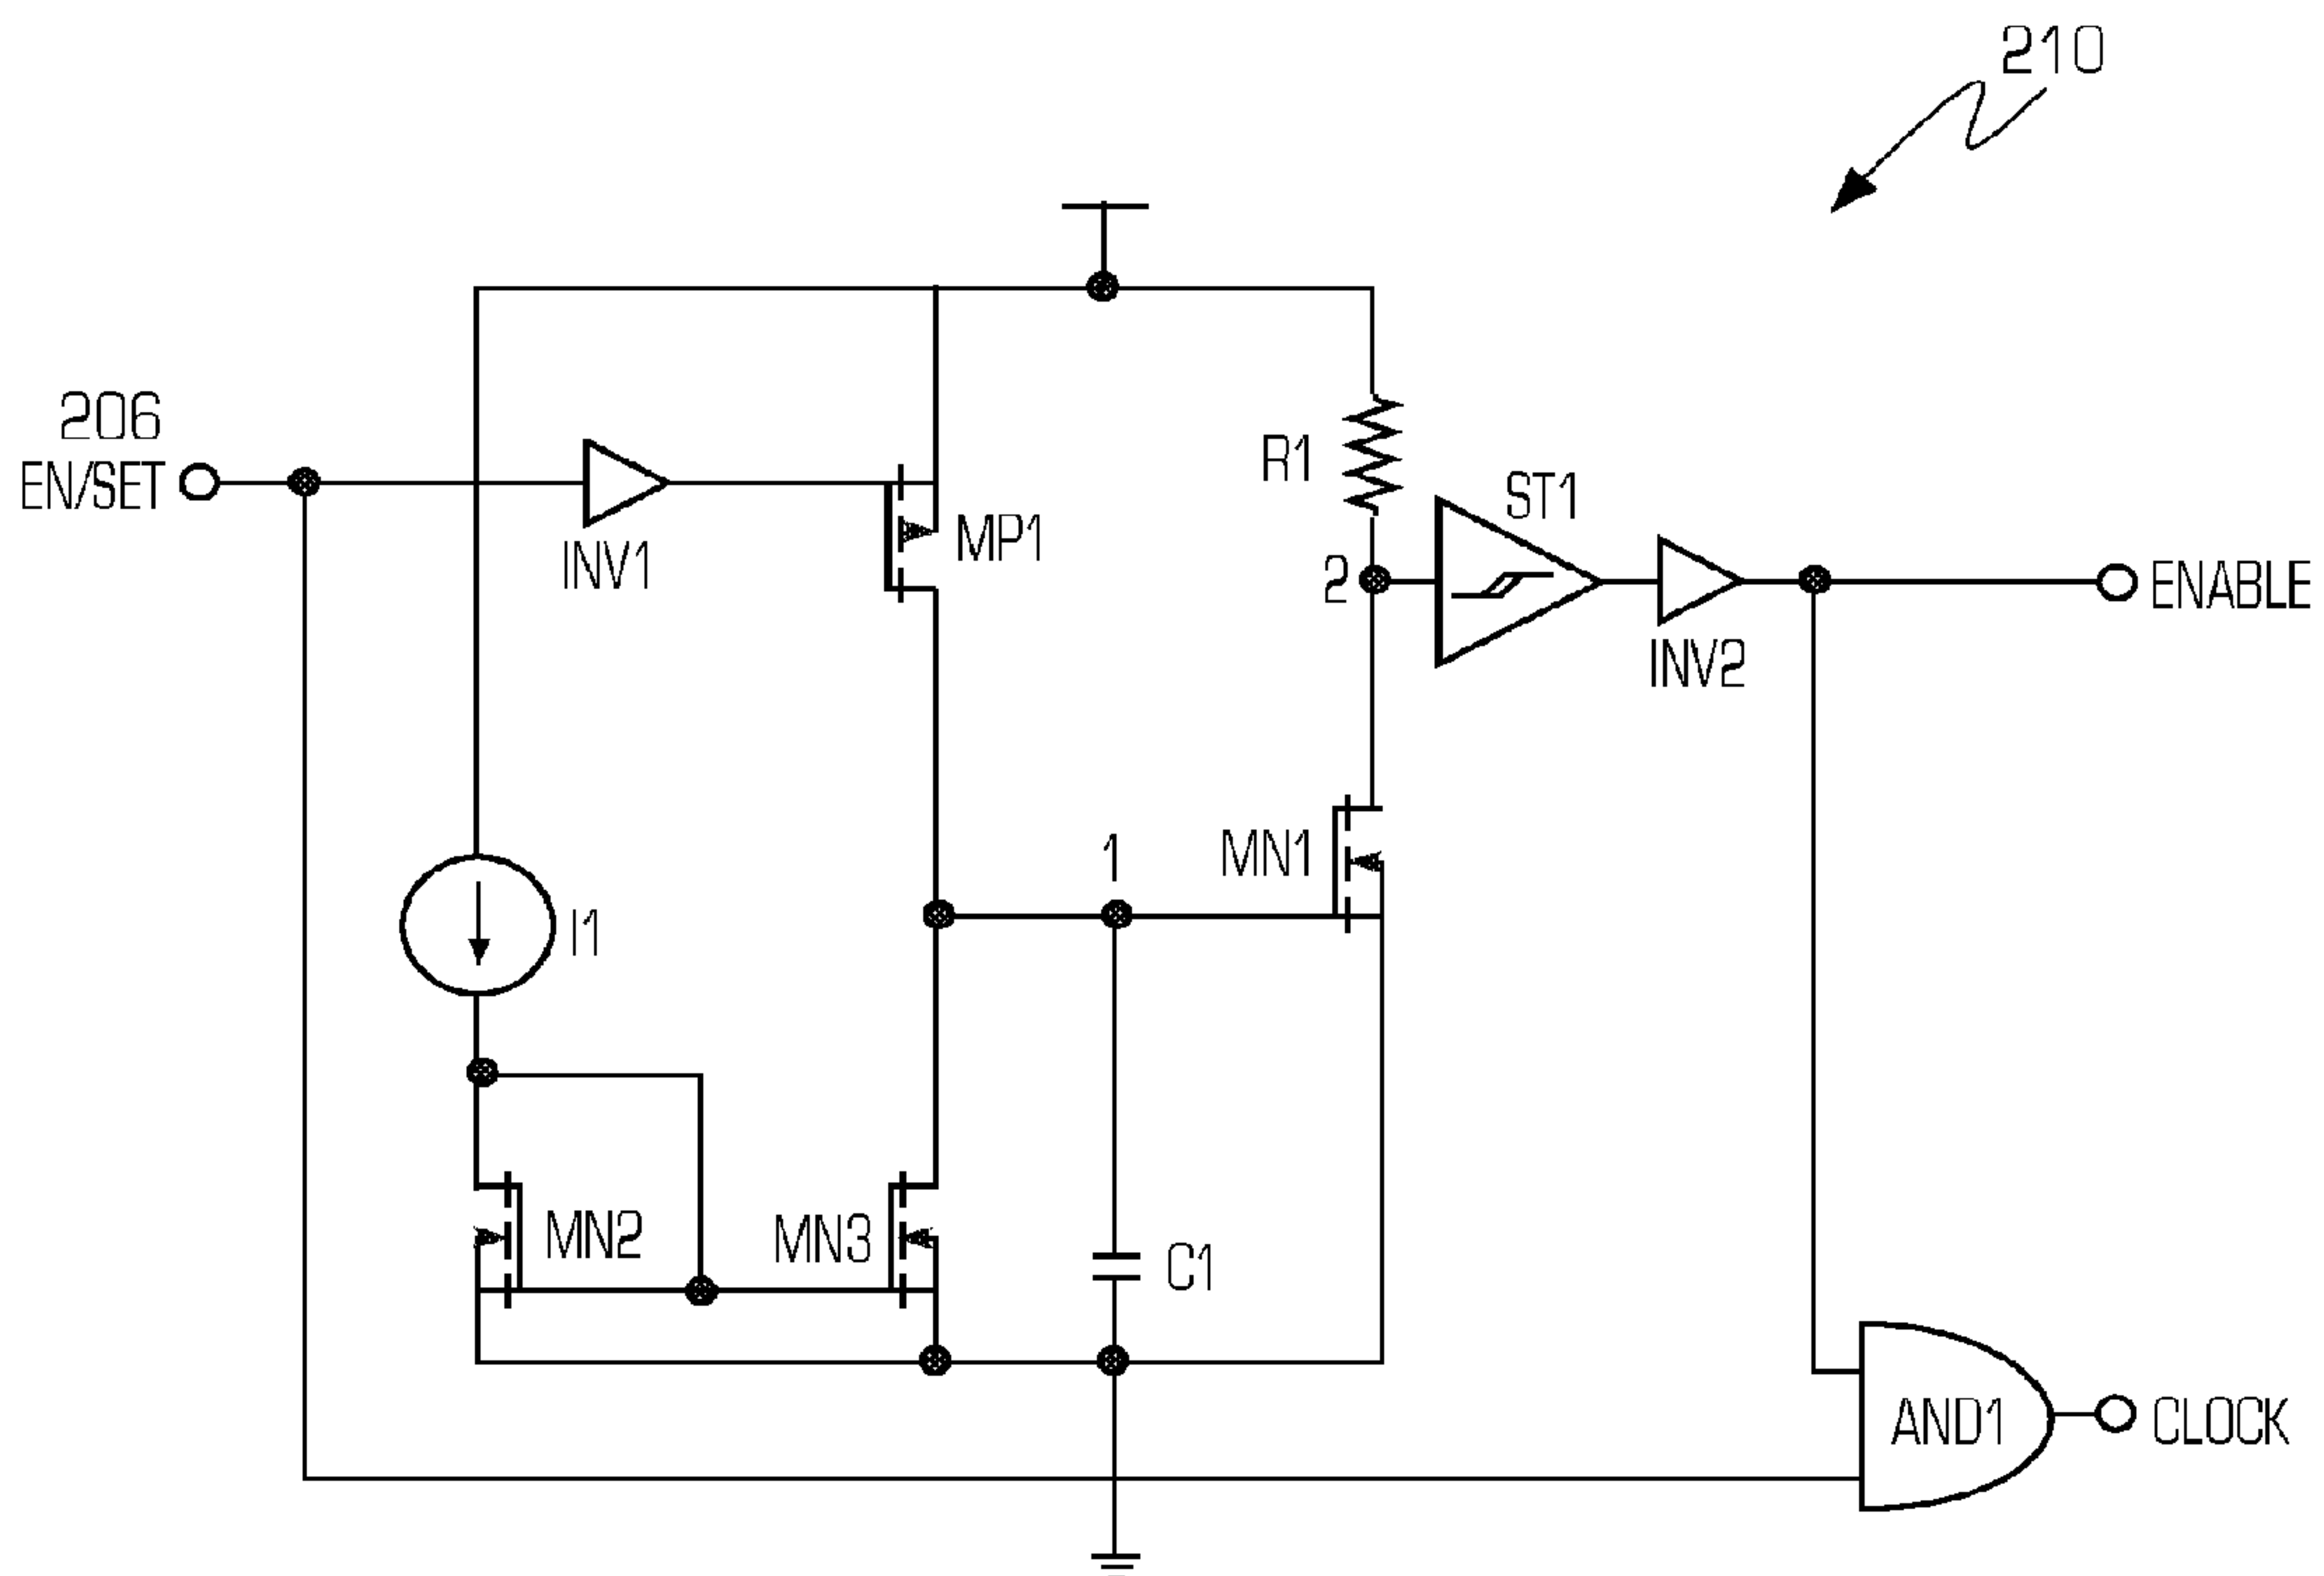 210
206
EN/SET
INV1
MP1
R1
ST1
2
INV2
ENABLE
1
MN1
I1
MN2
MN3
C1
AND1
CLOCK